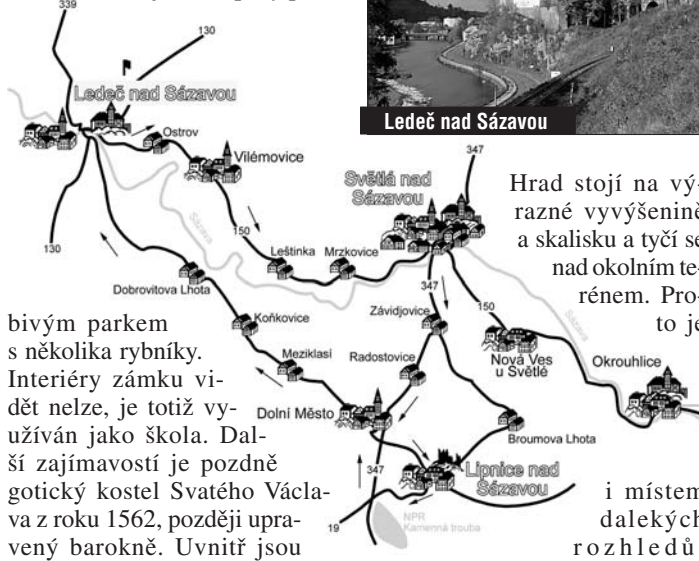 339
130
Ledeč nad Sázavou
Ledeč nad Sázavou
Ostrov
Vilémovice
347
Světlá nad
Sázavou
Sázava
130
150
Leštinka
Mrzkovice
Dobrovítova Lhota
347
150
Sázava
Koňkovice
Závidjovice
Meziklasí
Radostovice
Nová Ves
u Světlé
Okrouhlice
Dolní Město
Broumova Lhota
347
Lipnice nad
Sázavou
19
NPR
Kamenná trouba
Hrad stojí na vý-
razné vyvýšenině
a skalisku a tyčí se
nad okolním te-
rénem. Pro-
to je
i místem
dalekých
rozhledů
bivým parkem
s několika rybníky.
Interiéry zámku vi-
dět nelze, je totiž vy-
užíván jako škola. Dal-
ší zajímavostí je pozdně
gotický kostel Svatého Václa-
va z roku 1562, později upra-
vený barokně. Uvnitř jsou